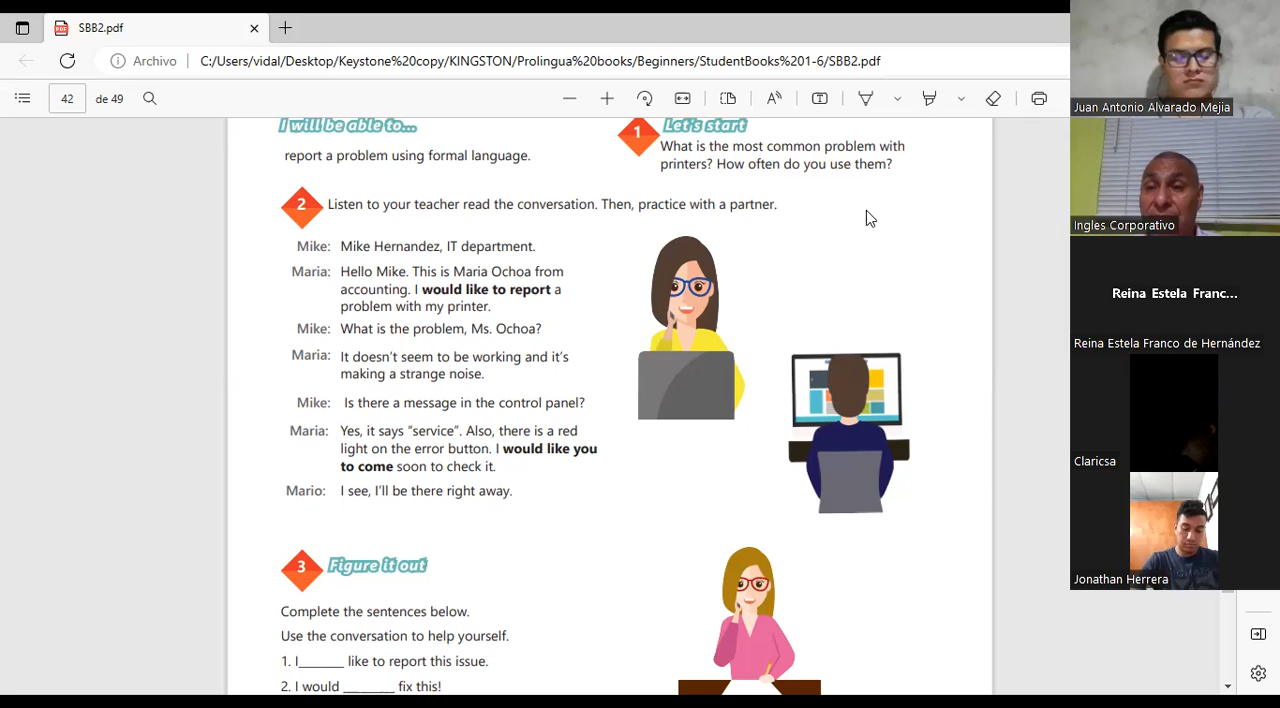 SBB2.pdf
Archivo
C:/Users/vidal/Desktop/Keystone%20copy/KINGSTON/Prolingua%20books/Beginners/StudentBooks%201-6/SBB2.pdf
42 de 49
I will be able to...
report a problem using formal language.
1 Let's start
What is the most common problem with
printers? How often do you use them?
2 Listen to your teacher read the conversation. Then, practice with a partner.
Mike: Mike Hernandez, IT department.
Maria: Hello Mike. This is Maria Ochoa from
accounting. I would like to report a
problem with my printer.
Mike: What is the problem, Ms. Ochoa?
Maria: It doesn't seem to be working and it's
making a strange noise.
Mike: Is there a message in the control panel?
Maria: Yes, it says "service". Also, there is a red
light on the error button. I would like you
to come soon to check it.
Mario: I see, I'll be there right away.
3 Figure it out
Complete the sentences below.
Use the conversation to help yourself.
1. I_______ like to report this issue.
2. I would ________ fix this!
Juan Antonio Alvarado Mejia
Ingles Corporativo
Reina Estela Franc...
Reina Estela Franco de Hernández
Claricsa
Jonathan Herrera